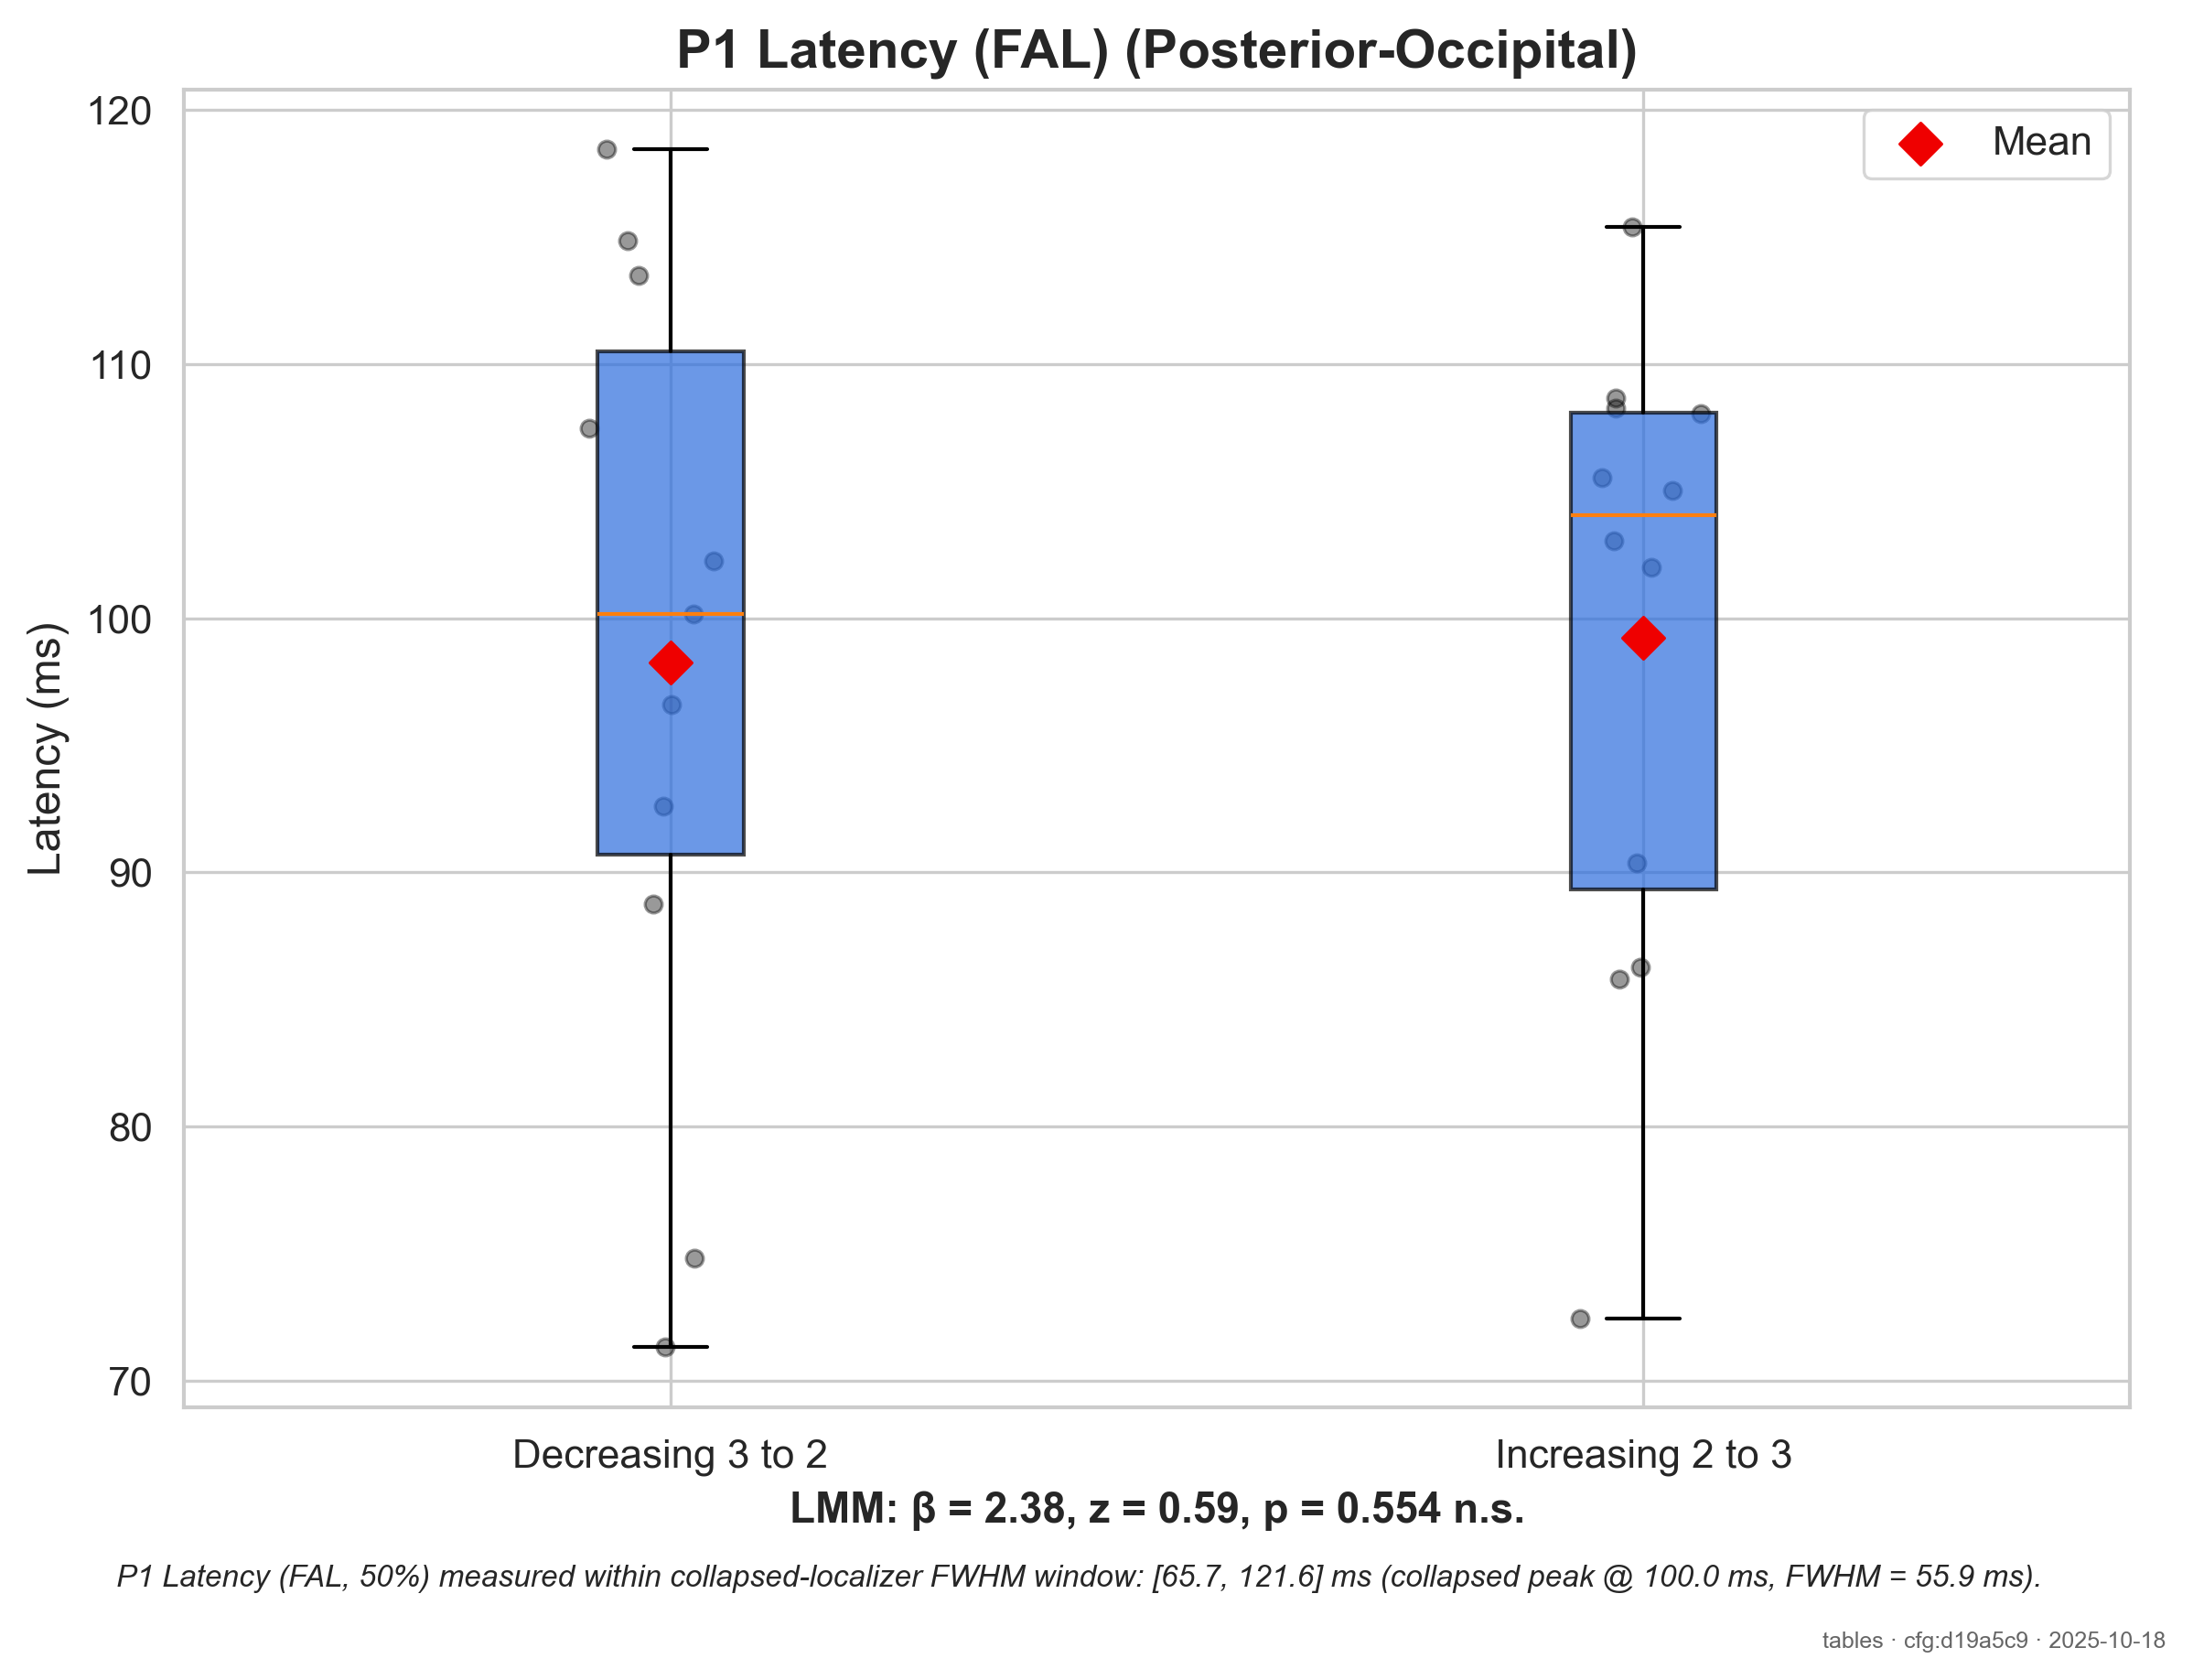 P1 Latency (FAL) (Posterior-Occipital)
120
110
100
90
80
70
Latency (ms)
Mean
Decreasing 3 to 2
Increasing 2 to 3
LMM: β = 2.38, z = 0.59, p = 0.554 n.s.
P1 Latency (FAL, 50%) measured within collapsed-localizer FWHM window: [65.7, 121.6] ms (collapsed peak @ 100.0 ms, FWHM = 55.9 ms).
tables · cfg:d19a5c9 · 2025-10-18